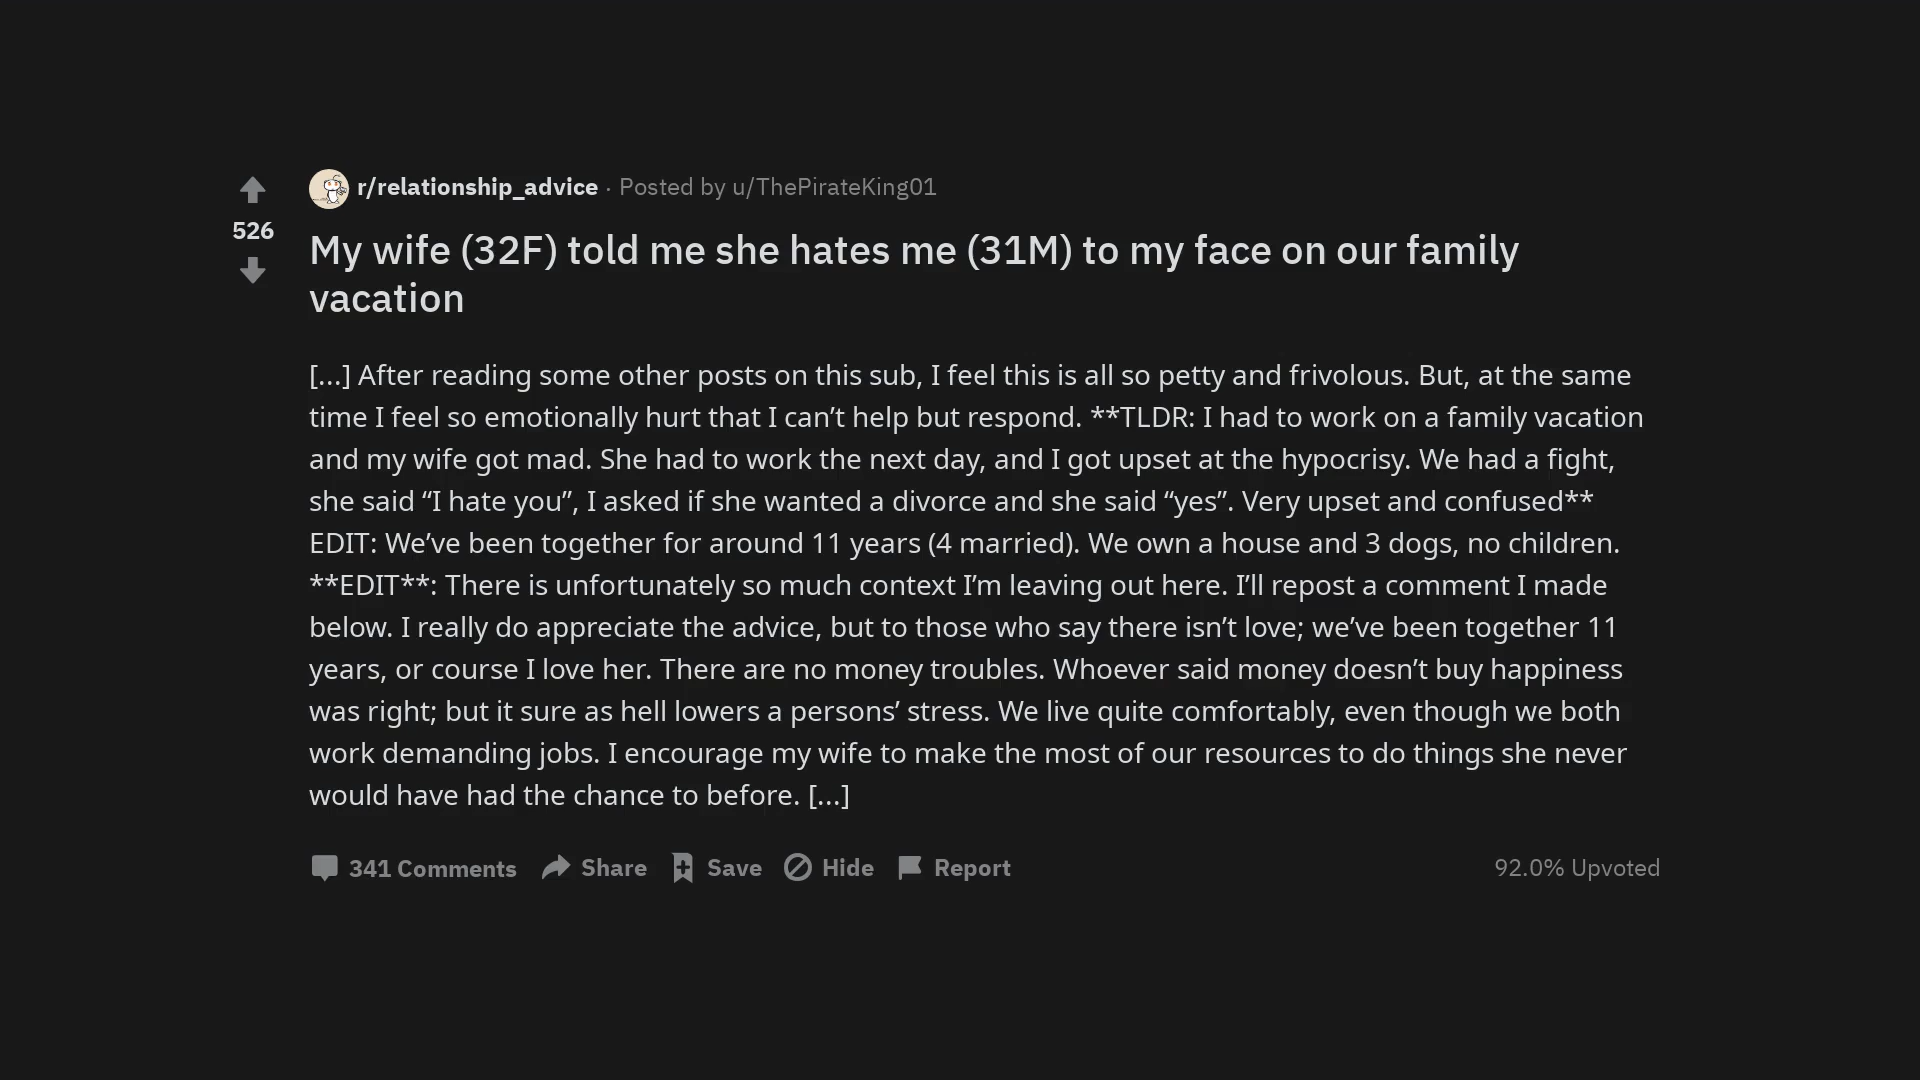 r/relationship_advice · Posted by u/ThePirateKing01
526
My wife (32F) told me she hates me (31M) to my face on our family
vacation
[...] After reading some other posts on this sub, I feel this is all so petty and frivolous. But, at the same
time I feel so emotionally hurt that I can’t help but respond. **TLDR: I had to work on a family vacation
and my wife got mad. She had to work the next day, and I got upset at the hypocrisy. We had a fight,
she said “I hate you”, I asked if she wanted a divorce and she said “yes”. Very upset and confused**
EDIT: We’ve been together for around 11 years (4 married). We own a house and 3 dogs, no children.
**EDIT**: There is unfortunately so much context I’m leaving out here. I’ll repost a comment I made
below. I really do appreciate the advice, but to those who say there isn’t love; we’ve been together 11
years, or course I love her. There are no money troubles. Whoever said money doesn’t buy happiness
was right; but it sure as hell lowers a persons’ stress. We live quite comfortably, even though we both
work demanding jobs. I encourage my wife to make the most of our resources to do things she never
would have had the chance to before. [...]
341 Comments Share Save Hide Report 92.0% Upvoted